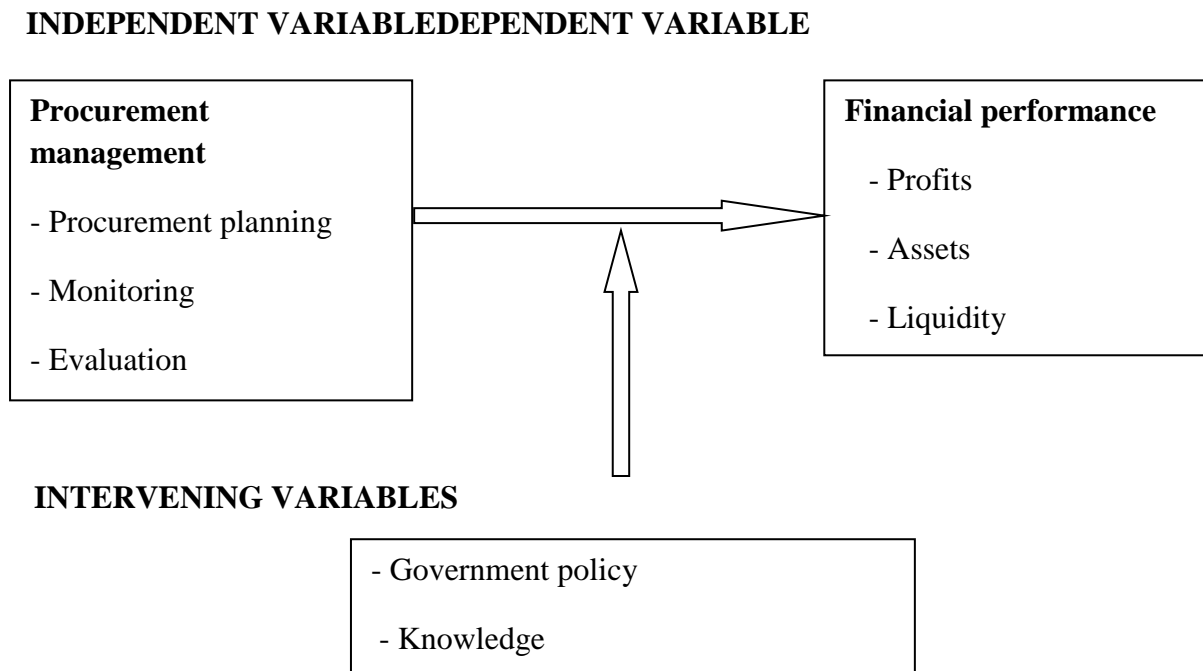 INDEPENDENT VARIABLEDEPENDENT VARIABLE
Procurement
management
- Procurement planning
- Monitoring
- Evaluation
Financial performance
- Profits
- Assets
- Liquidity
INTERVENING VARIABLES
- Government policy
- Knowledge